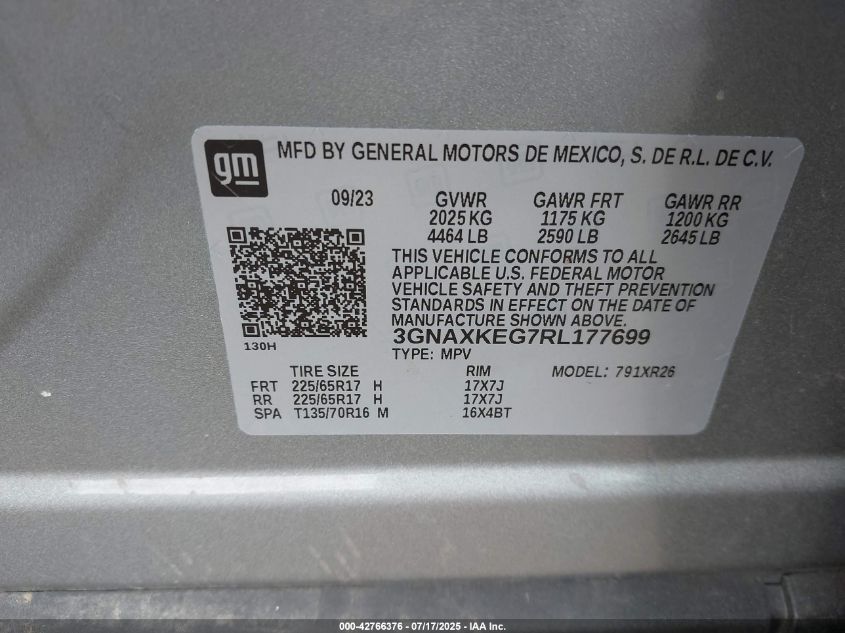 gm
MFD BY GENERAL MOTORS DE MEXICO, S. DE R.L. DE C.V.
09/23 GVWR GAWR FRT GAWR RR
2025 KG 1175 KG 1200 KG
4464 LB 2590 LB 2645 LB
THIS VEHICLE CONFORMS TO ALL
APPLICABLE U.S. FEDERAL MOTOR
VEHICLE SAFETY AND THEFT PREVENTION
STANDARDS IN EFFECT ON THE DATE OF
MANUFACTURE SHOWN ABOVE.
3GNAXKEG7RL177699
130H
TYPE: MPV
TIRE SIZE RIM MODEL: 791XR26
FRT 225/65R17 H 17X7J
RR 225/65R17 H 17X7J
SPA T135/70R16 M 16X4BT
000-42766376 - 07/17/2025 - IAA Inc.